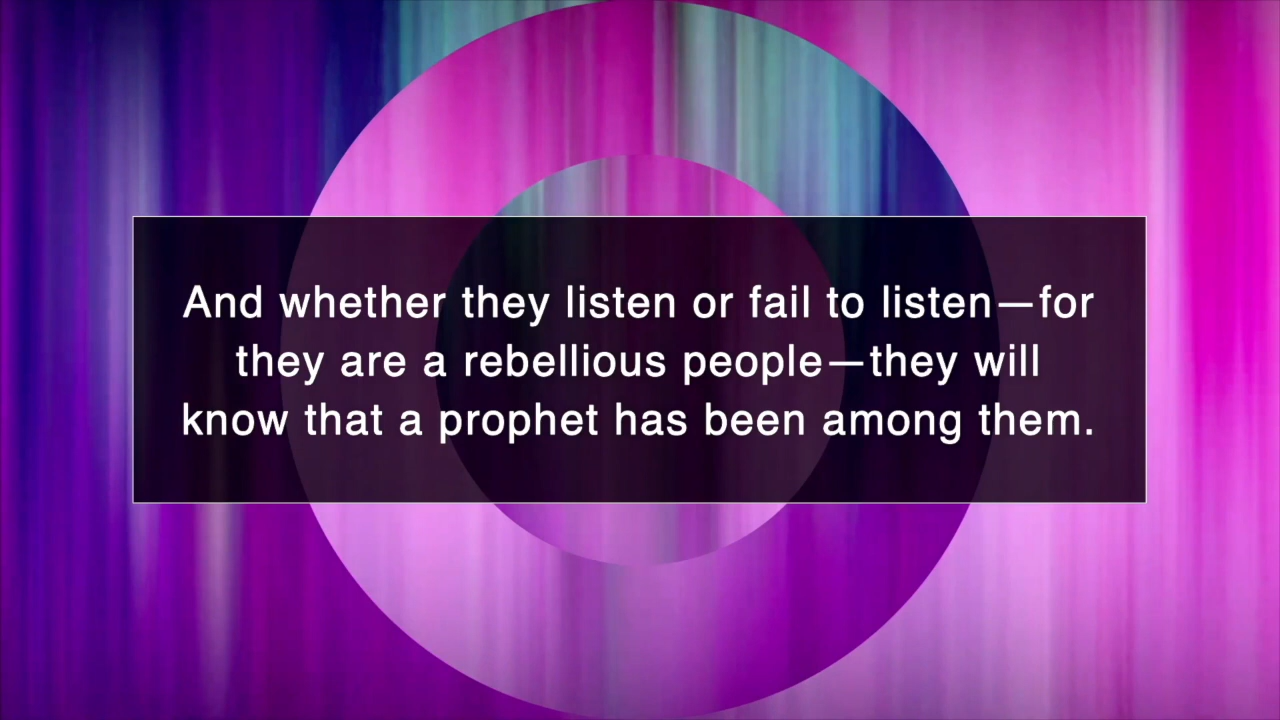 And whether they listen or fail to listen—for
they are a rebellious people—they will
know that a prophet has been among them.